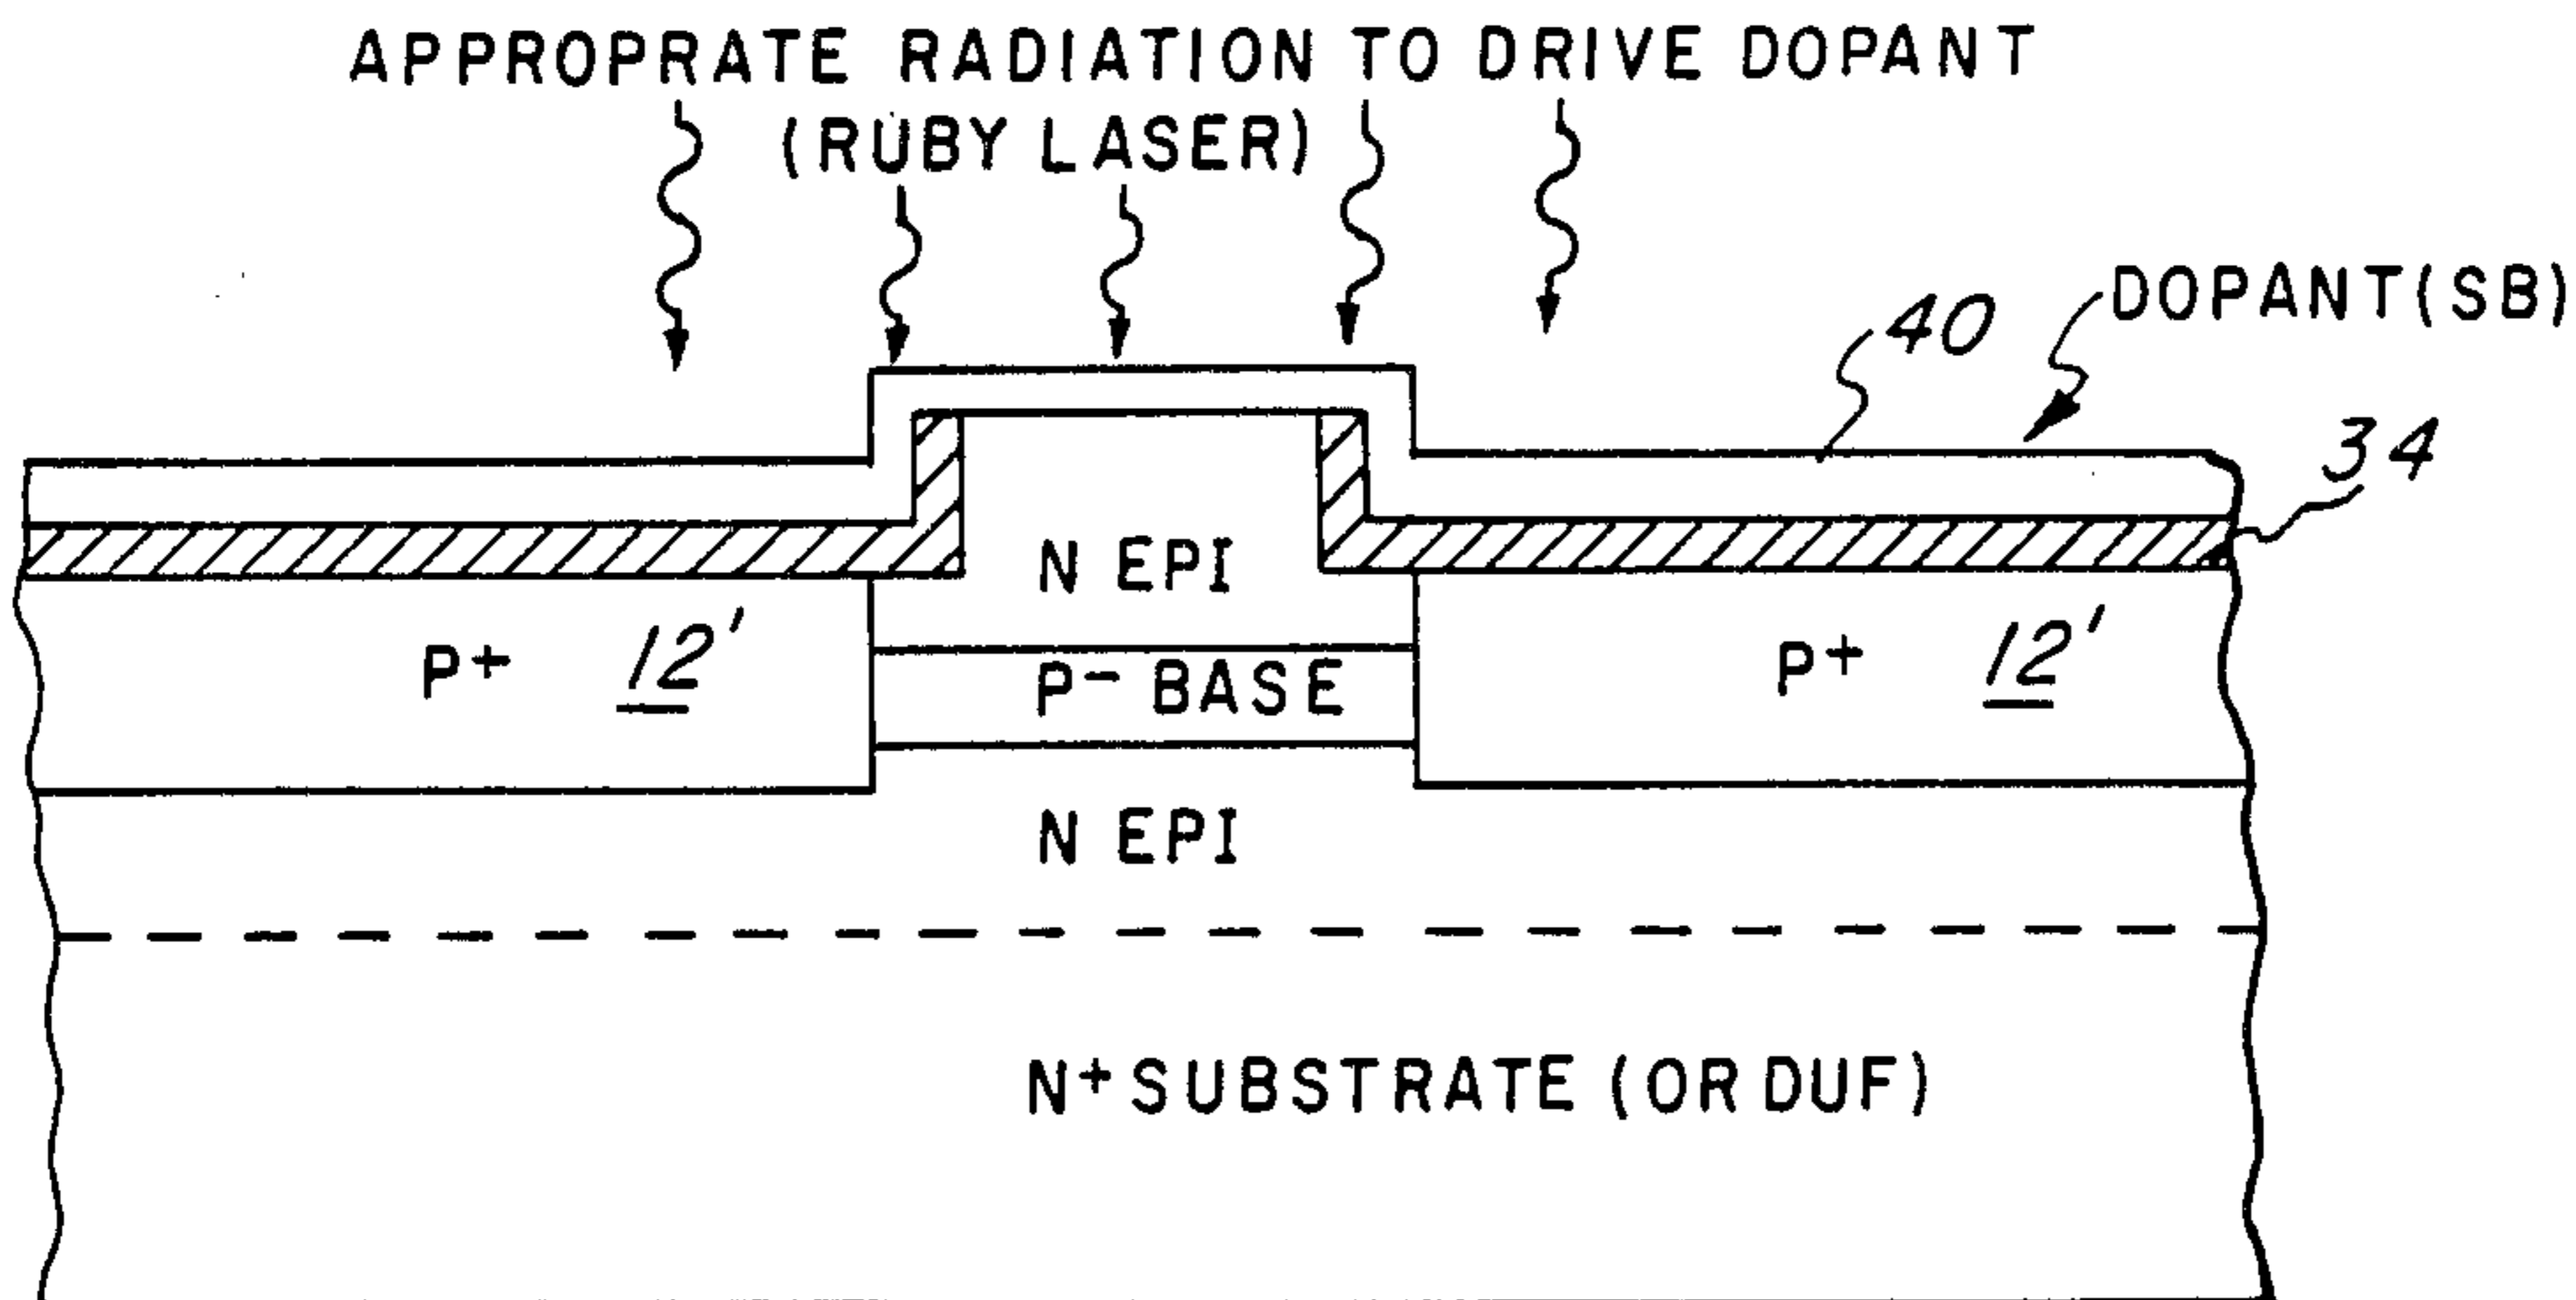 APPROPRATE RADIATION TO DRIVE DOPANT
(RUBY LASER)
DOPANT(SB)
40
34
N EPI
P+ 12'
P+ 12'
P- BASE
N EPI
N+ SUBSTRATE (OR DUF)